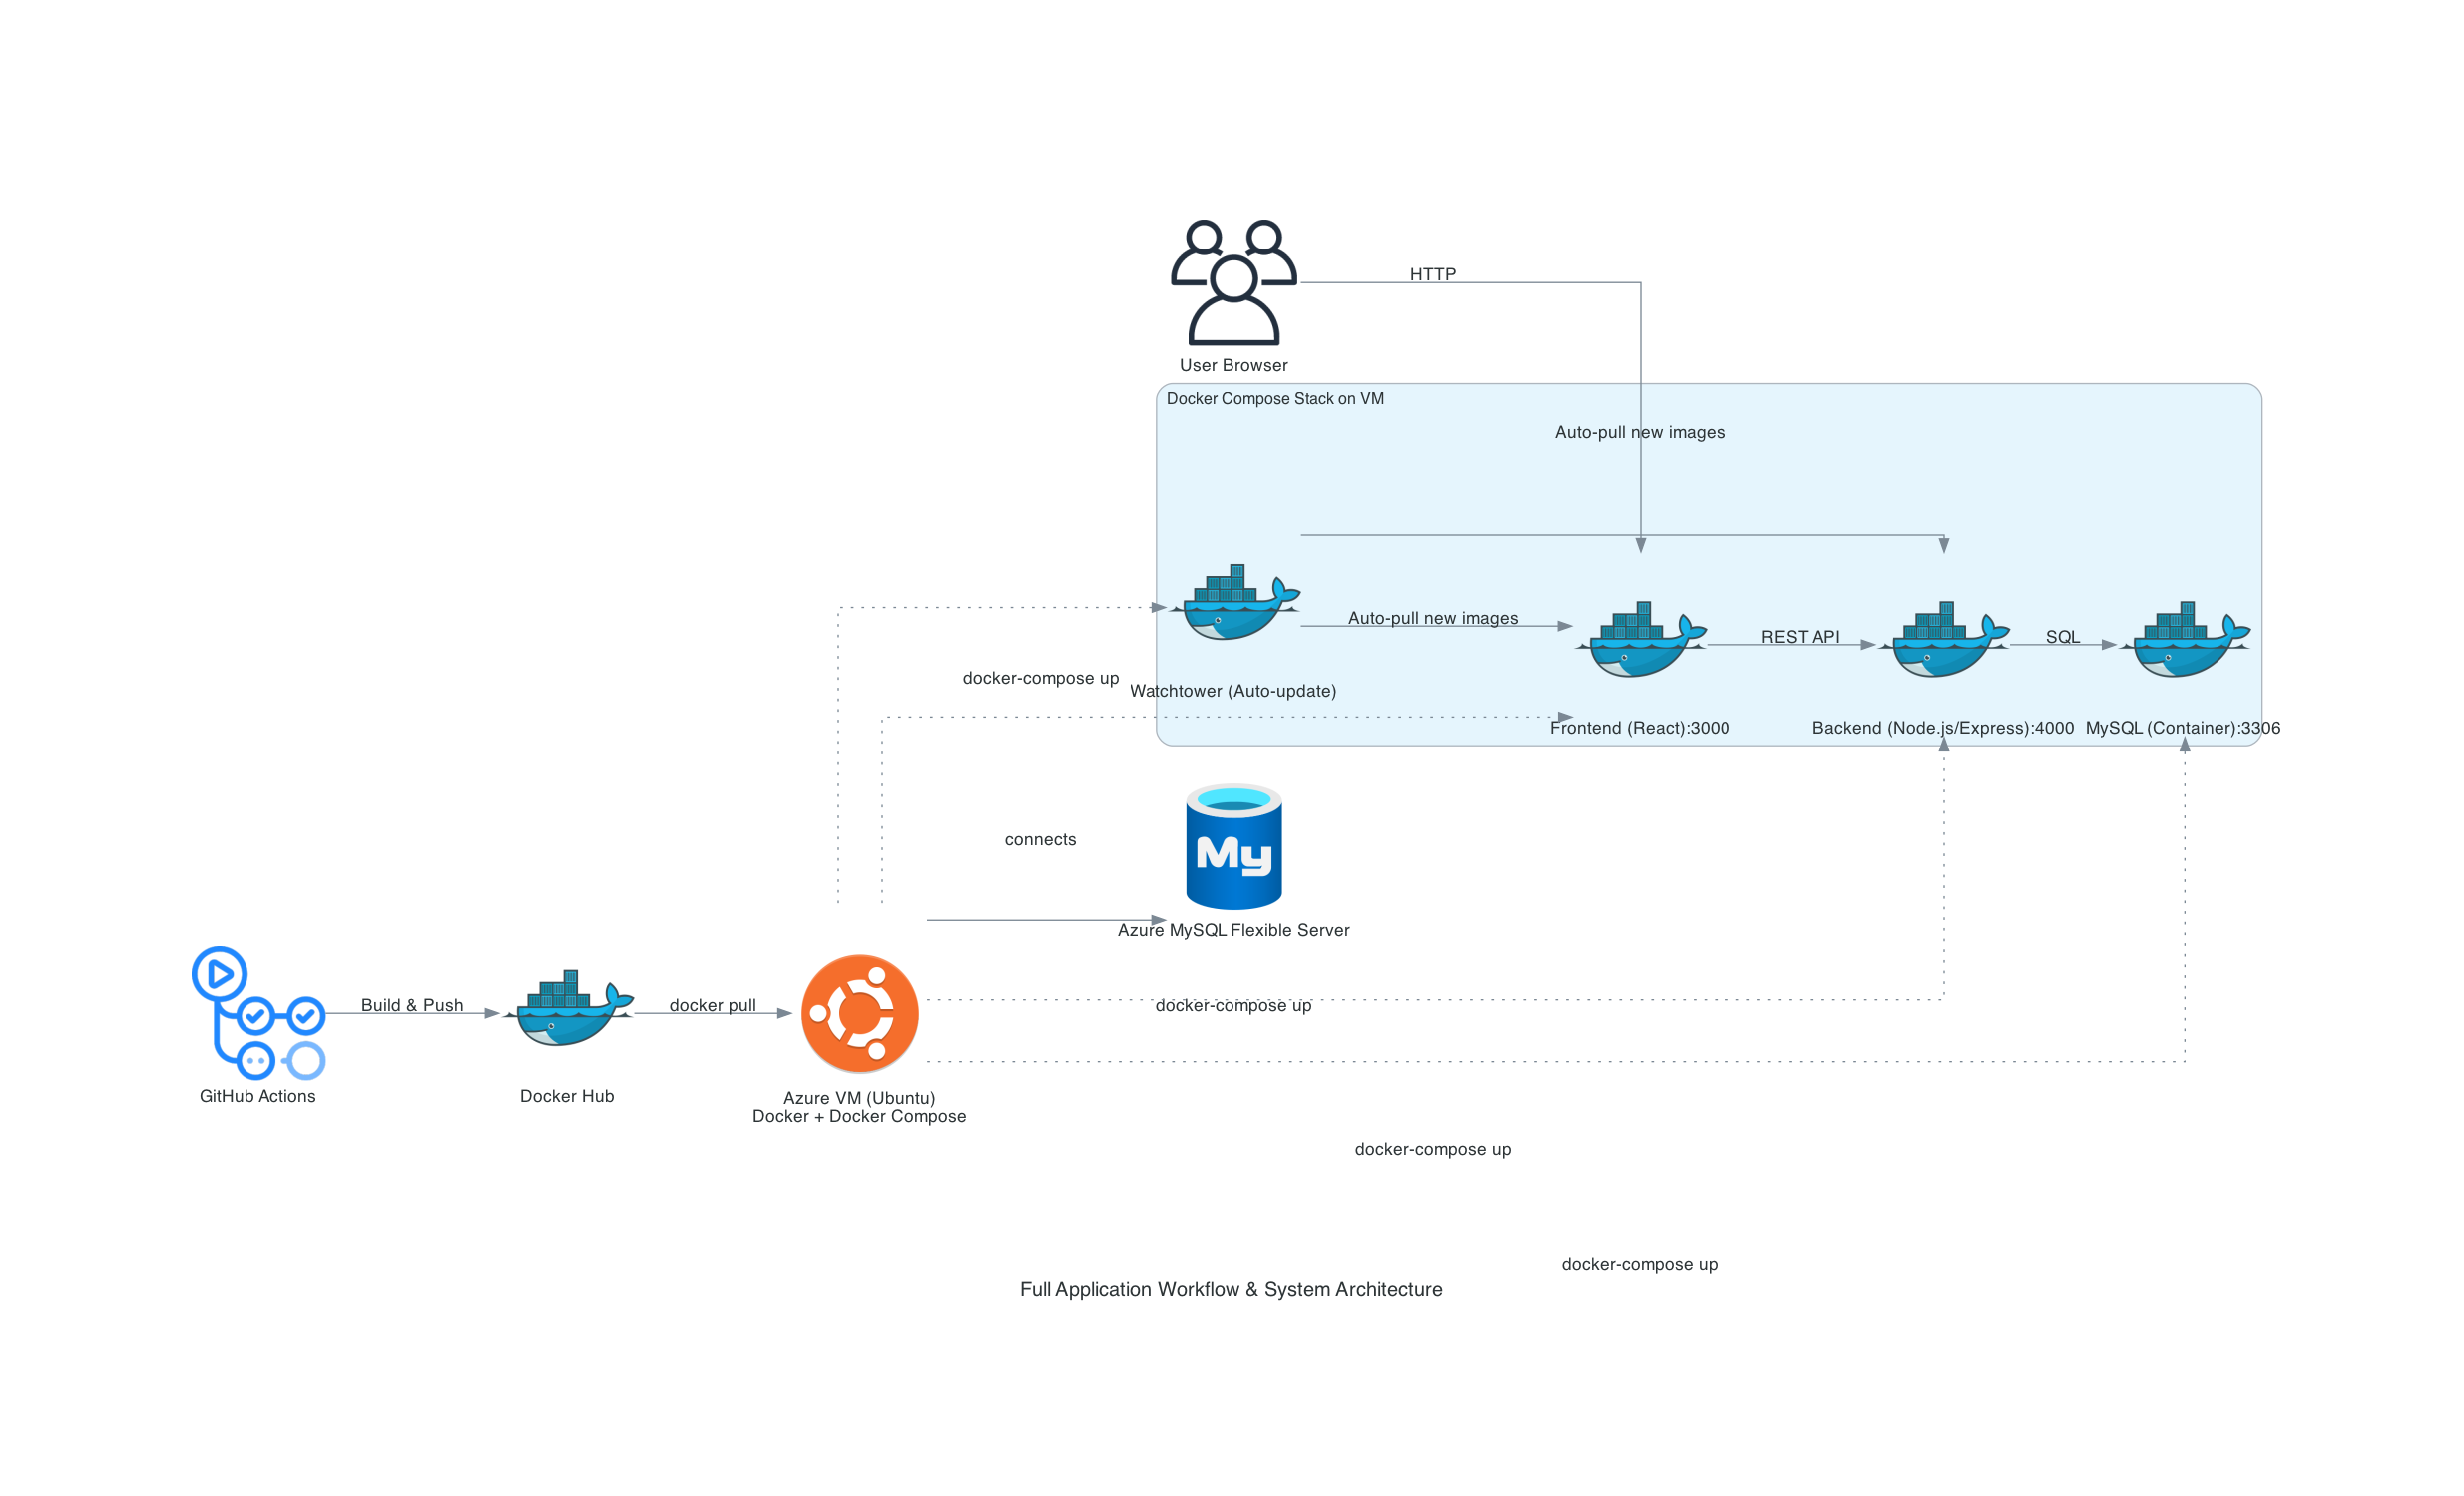 HTTP
User Browser
Docker Compose Stack on VM
Auto-pull new images
Auto-pull new images
REST API
SQL
docker-compose up
Watchtower (Auto-update)
Frontend (React):3000
Backend (Node.js/Express):4000
MySQL (Container):3306
connects
My
Azure MySQL Flexible Server
Build & Push
docker pull
docker-compose up
GitHub Actions
Docker Hub
Azure VM (Ubuntu)
Docker + Docker Compose
docker-compose up
docker-compose up
Full Application Workflow & System Architecture